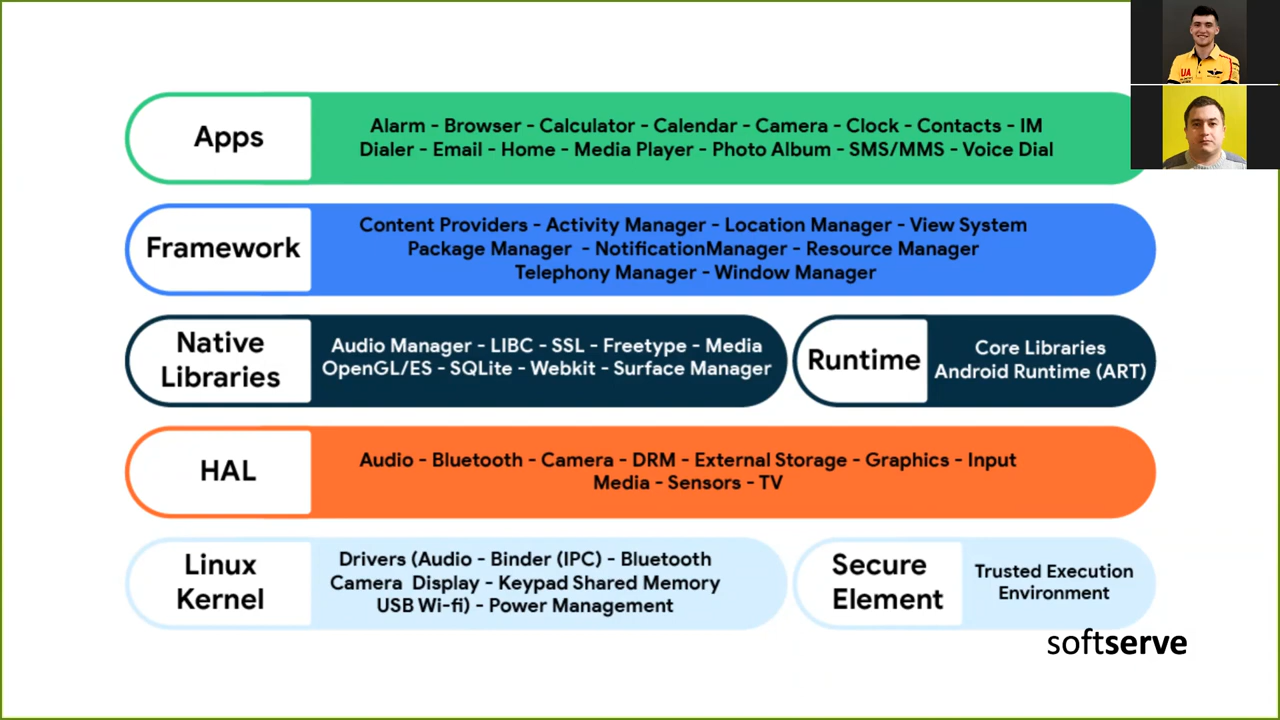 Apps
Alarm - Browser - Calculator - Calendar - Camera - Clock - Contacts - IM
Dialer - Email - Home - Media Player - Photo Album - SMS/MMS - Voice Dial
UA
Framework
Content Providers - Activity Manager - Location Manager - View System
Package Manager - NotificationManager - Resource Manager
Telephony Manager - Window Manager
Native
Libraries
Audio Manager - LIBC - SSL - Freetype - Media
OpenGL/ES - SQLite - Webkit - Surface Manager
Runtime
Core Libraries
Android Runtime (ART)
HAL
Audio - Bluetooth - Camera - DRM - External Storage - Graphics - Input
Media - Sensors - TV
Linux
Kernel
Drivers (Audio - Binder (IPC) - Bluetooth
Camera Display - Keypad Shared Memory
USB Wi-fi) - Power Management
Secure
Element
Trusted Execution
Environment
softserve